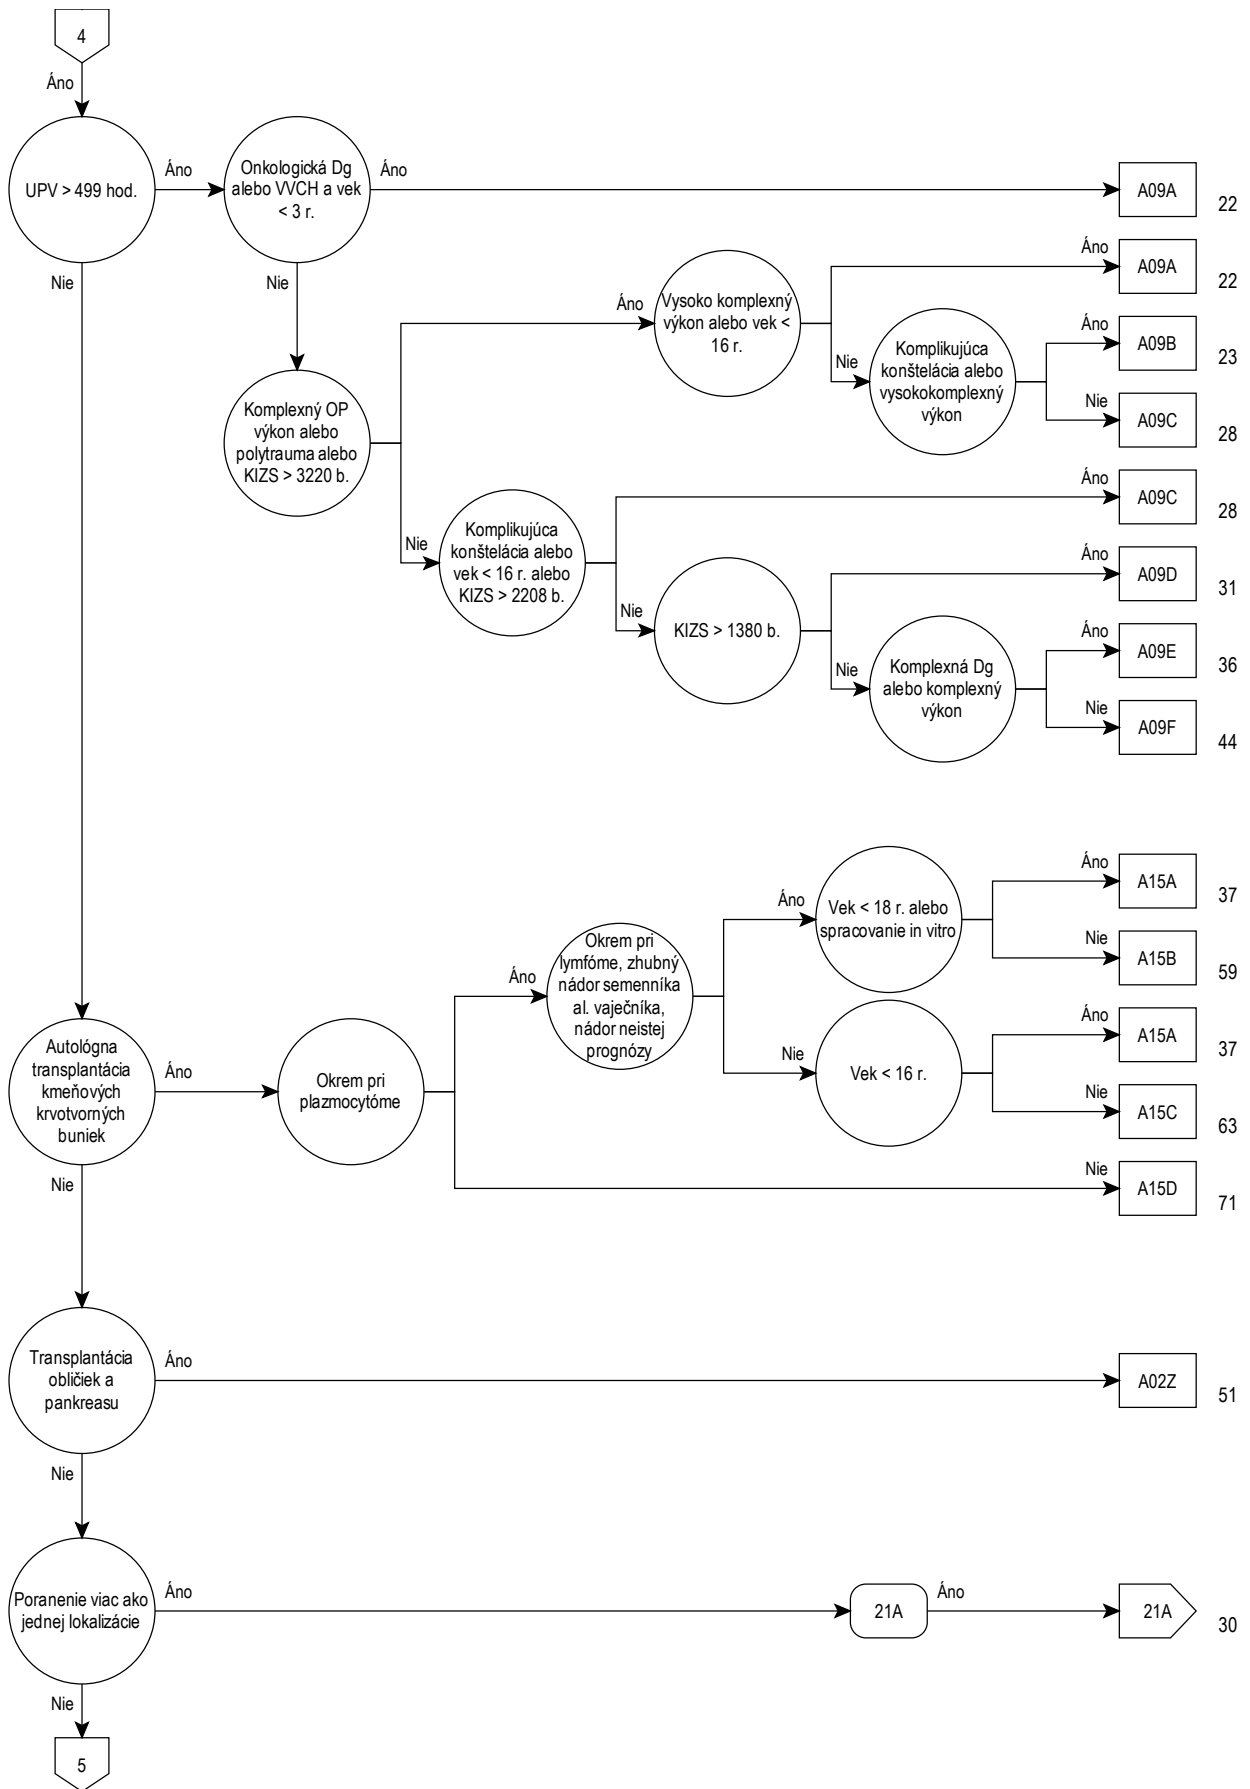 4
Áno
UPV > 499 hod.
Áno
Onkologická Dg
alebo VVCH a vek
< 3 r.
Áno
A09A
22
Nie
Nie
Komplexný OP
výkon alebo
polytrauma alebo
KIZS > 3220 b.
Áno
Vysoko komplexný
výkon alebo vek <
16 r.
Áno
A09A
22
Nie
Komplikujúca
konštelácia alebo
vysokokomplexný
výkon
Áno
A09B
23
Nie
A09C
28
Nie
Komplikujúca
konštelácia alebo
vek < 16 r. alebo
KIZS > 2208 b.
Áno
A09C
28
Nie
KIZS > 1380 b.
Áno
A09D
31
Nie
Komplexná Dg
alebo komplexný
výkon
Áno
A09E
36
Nie
A09F
44
Autológna
transplantácia
kmeňových
krvotvorných
buniek
Áno
Okrem pri
plazmocytóme
Áno
Okrem pri
lymfóme, zhubný
nádor semenníka
al. vaječníka,
nádor neistej
prognózy
Áno
Vek < 18 r. alebo
spracovanie in vitro
Áno
A15A
37
Nie
A15B
59
Nie
Vek < 16 r.
Áno
A15A
37
Nie
A15C
63
Nie
A15D
71
Nie
Transplantácia
obličiek a
pankreasu
Áno
A02Z
51
Nie
Poranenie viac ako
jednej lokalizácie
Áno
21A
Áno
21A
30
Nie
5